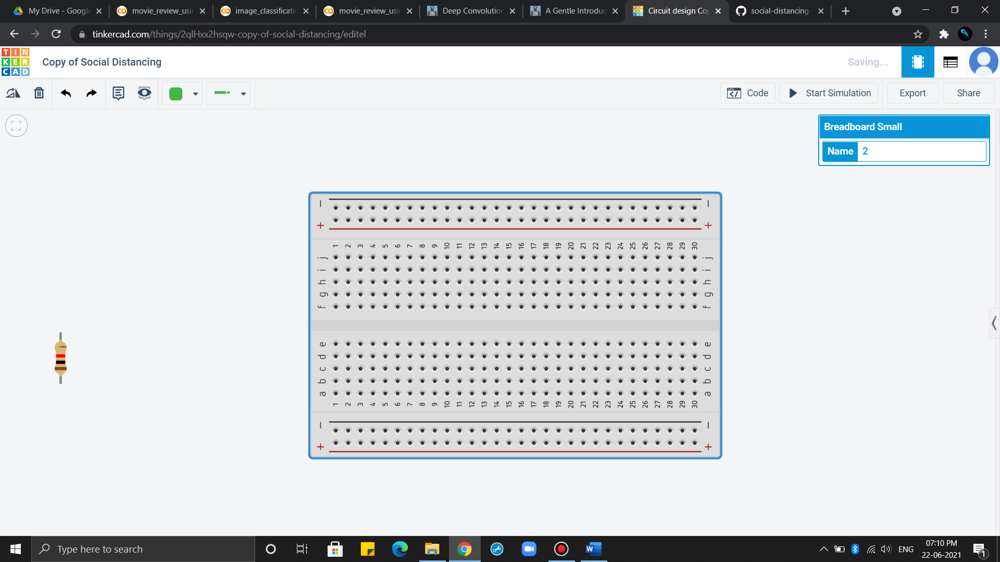 My Drive - Google
movie_review_usin
image_classificatio
movie_review_usin
Deep Convolution
A Gentle Introduc
Circuit design Cop
social-distancing-
tinkercad.com/things/2qlHxx2hsqw-copy-of-social-distancing/editel
TIN
KER
CAD
Copy of Social Distancing
Saving...
Code
Start Simulation
Export
Share
Breadboard Small
Name 2
− −
+ +
1 2 3 4 5 6 7 8 9 10 11 12 13 14 15 16 17 18 19 20 21 22 23 24 25 26 27 28 29 30
j j
i i
h h
g g
f f
e e
d d
c c
b b
a a
1 2 3 4 5 6 7 8 9 10 11 12 13 14 15 16 17 18 19 20 21 22 23 24 25 26 27 28 29 30
− −
+ +
Type here to search
W
ENG
07:10 PM
22-06-2021
1